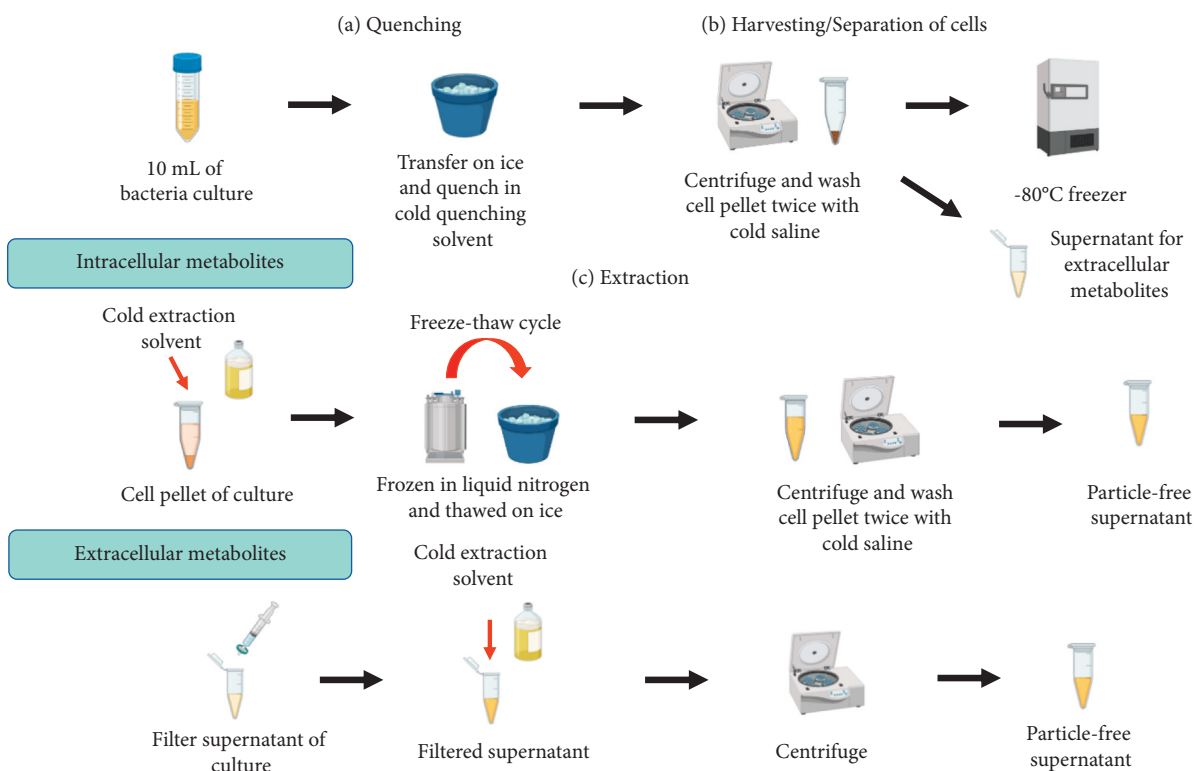 (a) Quenching
(b) Harvesting/Separation of cells
10 mL of
bacteria culture
Transfer on ice
and quench in
cold quenching
solvent
Centrifuge and wash
cell pellet twice with
cold saline
-80°C freezer
Supernatant for
extracellular
metabolites
Intracellular metabolites
(c) Extraction
Cold extraction
solvent
Freeze-thaw cycle
Cell pellet of culture
Frozen in liquid nitrogen
and thawed on ice
Centrifuge and wash
cell pellet twice with
cold saline
Particle-free
supernatant
Extracellular metabolites
Cold extraction
solvent
Filter supernatant of
culture
Filtered supernatant
Centrifuge
Particle-free
supernatant